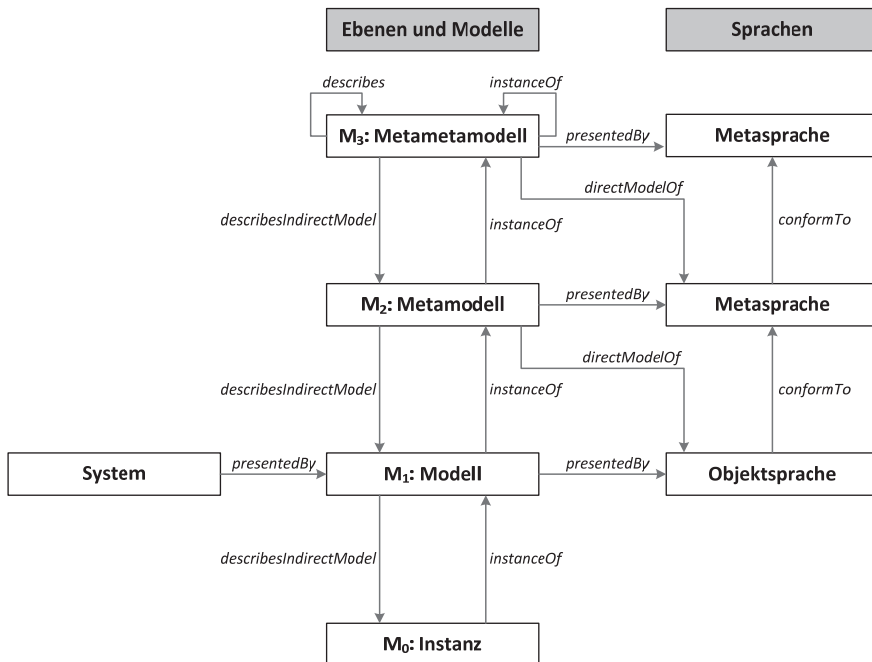 Ebenen und Modelle
Sprachen
describes
instanceOf
M₃: Metametamodell
presentedBy
Metasprache
directModelOf
describesIndirectModel
instanceOf
conformTo
M₂: Metamodell
presentedBy
Metasprache
directModelOf
describesIndirectModel
instanceOf
conformTo
System
presentedBy
M₁: Modell
presentedBy
Objektsprache
describesIndirectModel
instanceOf
M₀: Instanz